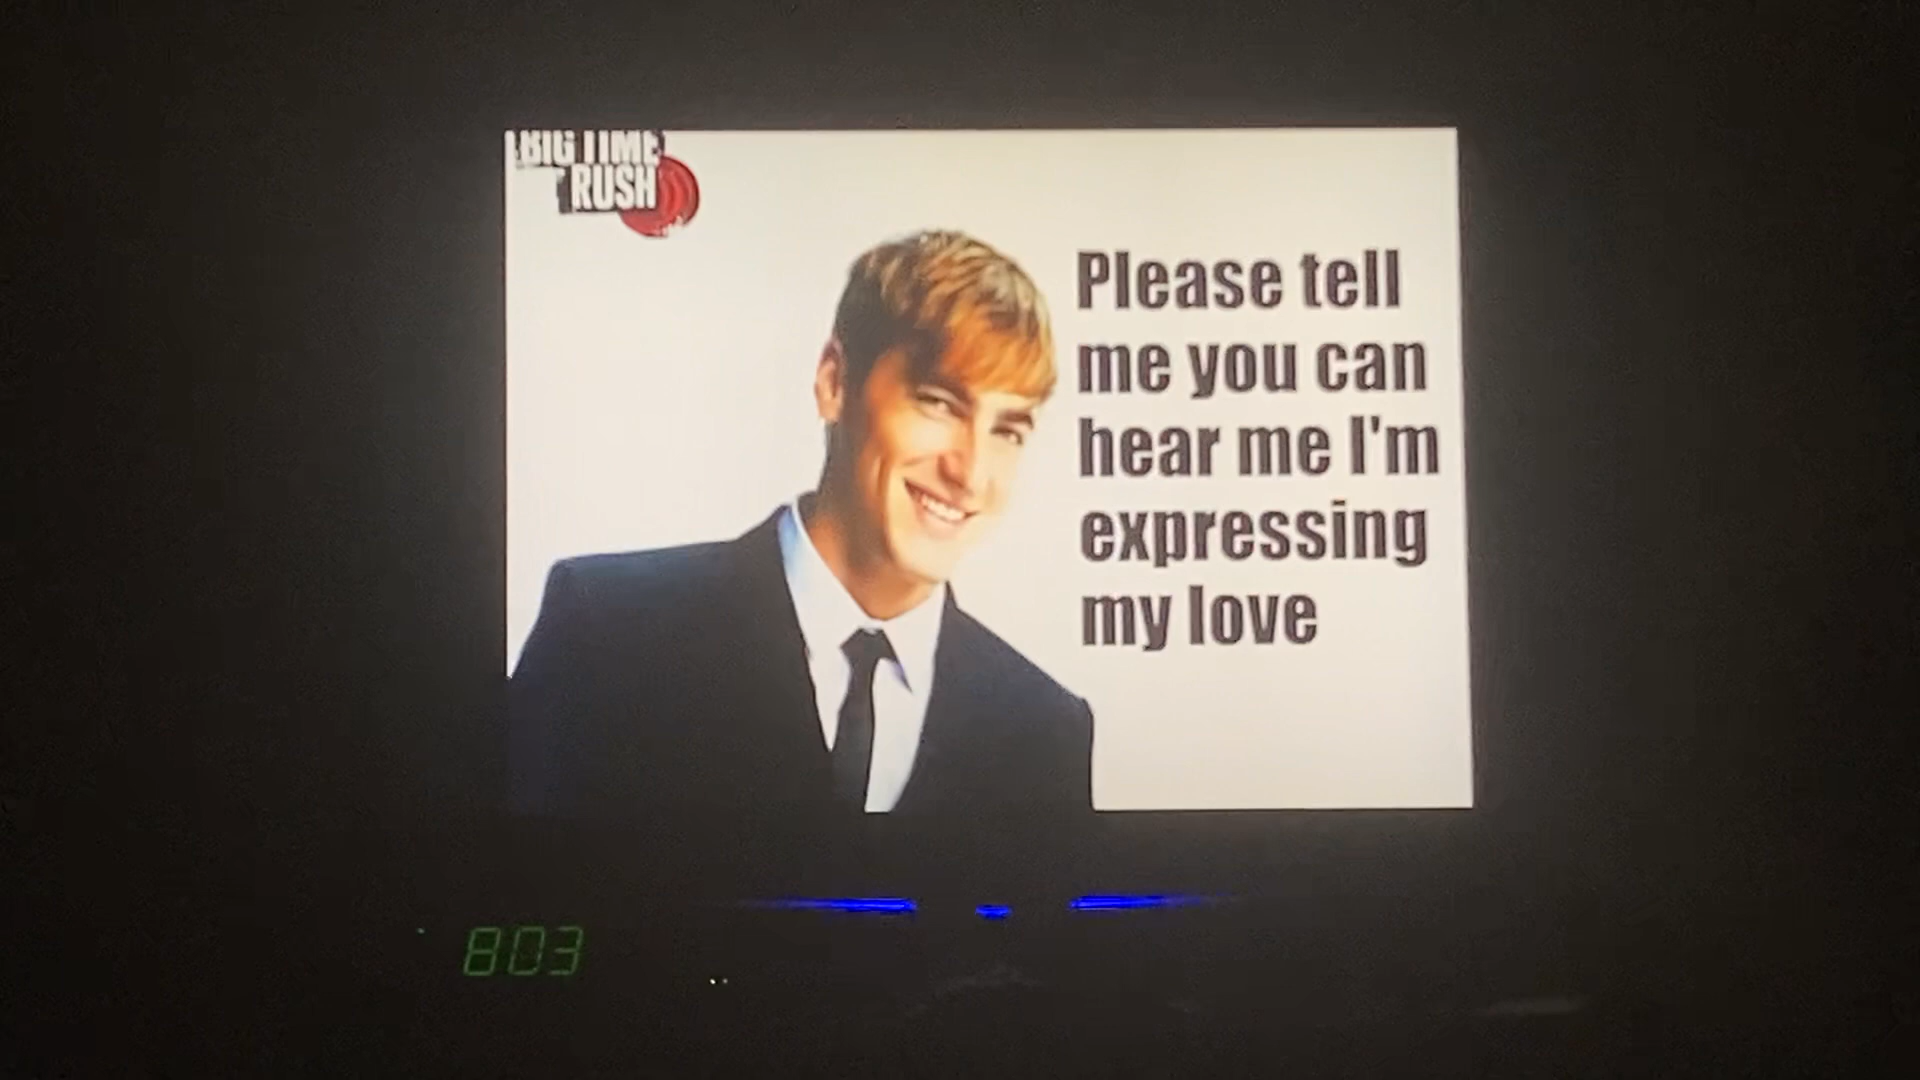 BIG TIME
RUSH
Please tell
me you can
hear me I'm
expressing
my love
803